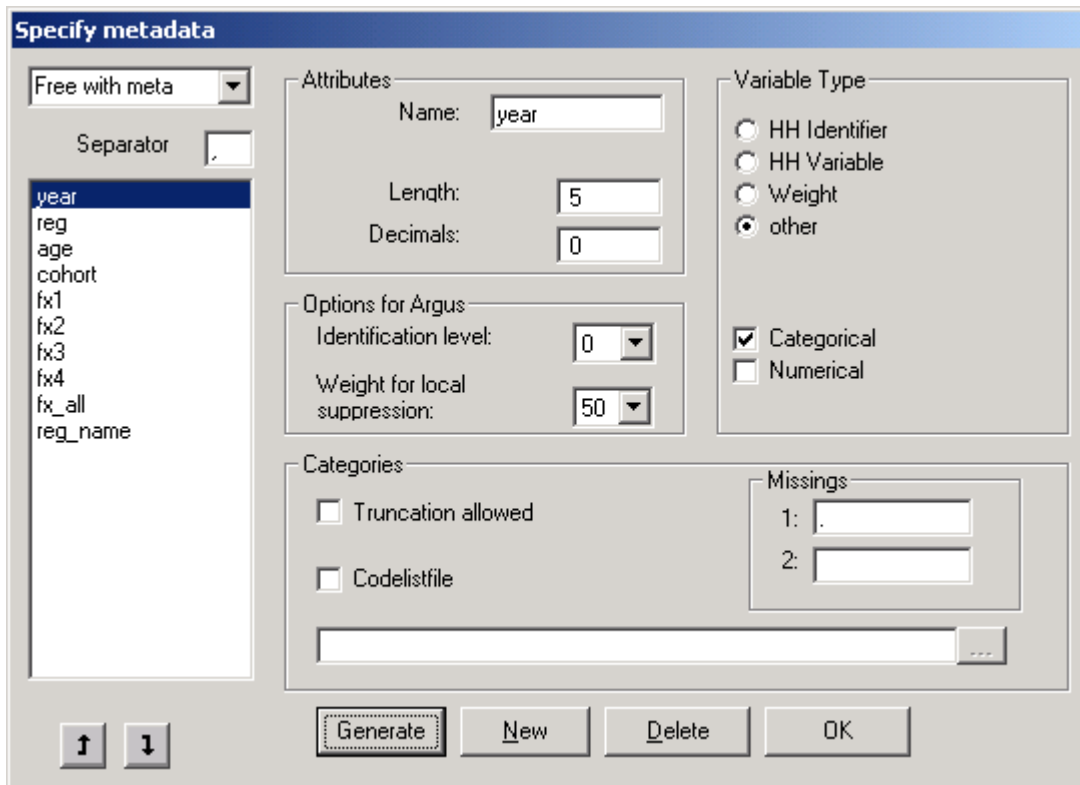 Specify metadata
Free with meta
Separator ,
year
reg
age
cohort
fx1
fx2
fx3
fx4
fx_all
reg_name
Attributes
Name: year
Length: 5
Decimals: 0
Options for Argus
Identification level: 0
Weight for local
suppression: 50
Variable Type
HH Identifier
HH Variable
Weight
other
Categorical
Numerical
Categories
Truncation allowed
Codelistfile
Missings
1: .
2:
...
Generate New Delete OK